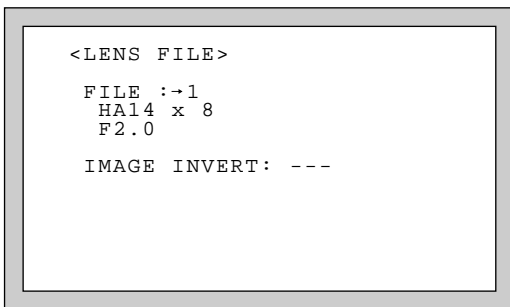 <LENS FILE>
FILE :→1
HA14 x 8
F2.0
IMAGE INVERT: ---